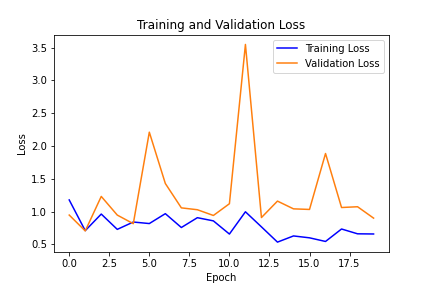 Training and Validation Loss
Training Loss
Validation Loss
3.5
3.0
2.5
2.0
1.5
1.0
0.5
Loss
0.0 2.5 5.0 7.5 10.0 12.5 15.0 17.5
Epoch